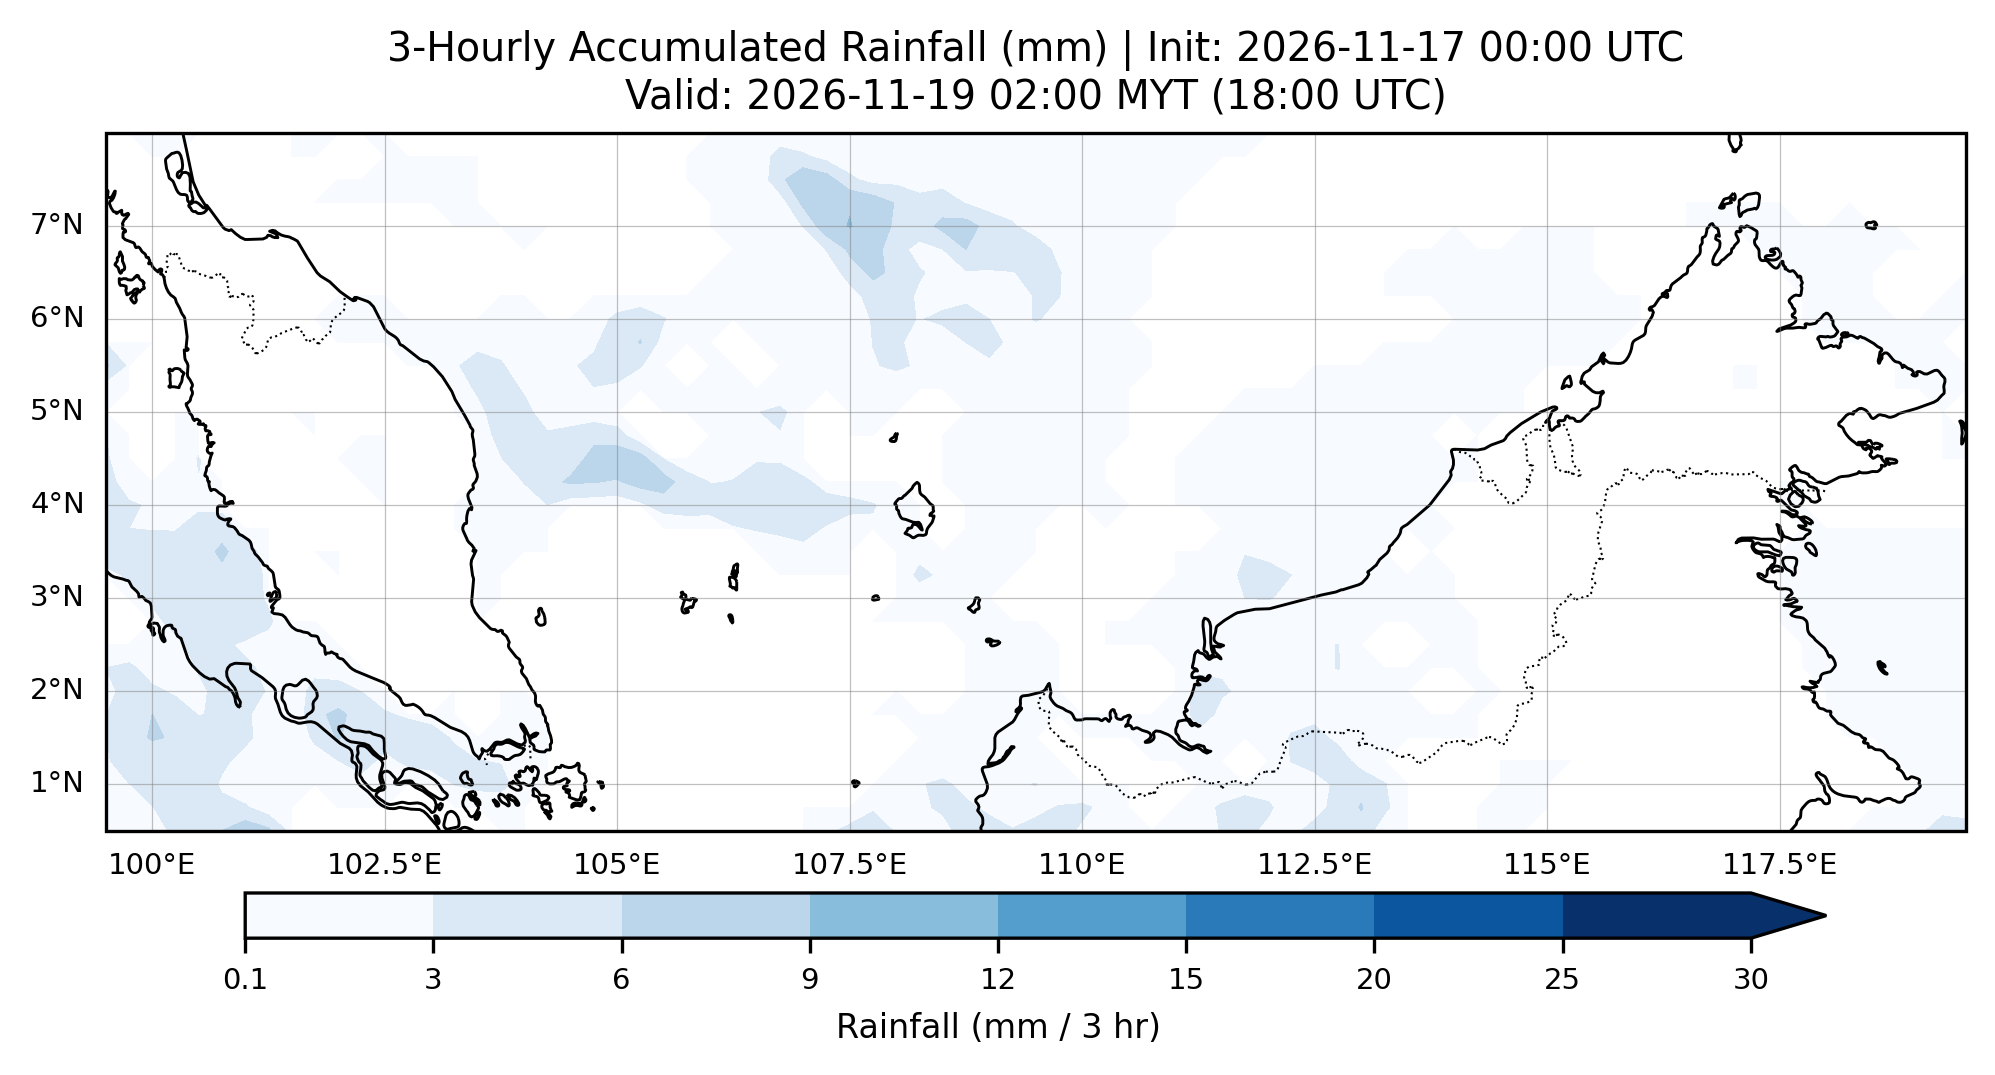 3-Hourly Accumulated Rainfall (mm) | Init: 2026-11-17 00:00 UTC
Valid: 2026-11-19 02:00 MYT (18:00 UTC)
7°N
6°N
5°N
4°N
3°N
2°N
1°N
100°E 102.5°E 105°E 107.5°E 110°E 112.5°E 115°E 117.5°E
0.1 3 6 9 12 15 20 25 30
Rainfall (mm / 3 hr)